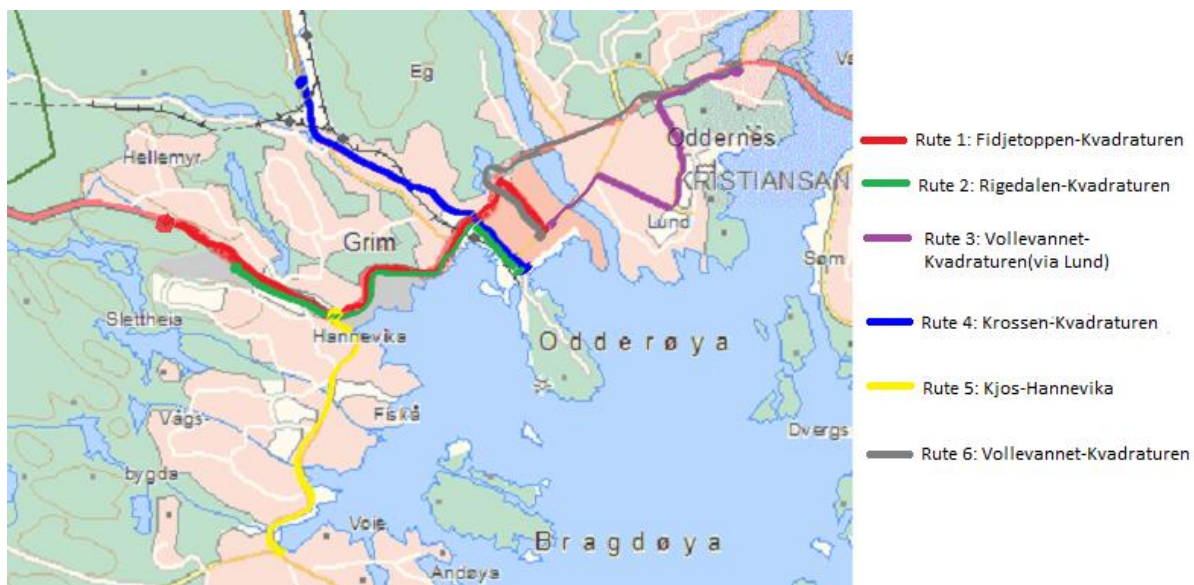 Eg
Va
Hellemyr
Oddernes
KRISTIANSAN
Grim
Lund
Søm
Slettheia
Hannevika
Odderøya
Fiskå
Vågs-
bygda
Dvergs
Voie
Bragdøya
Andøya
Rute 1: Fidjetoppen-Kvadraturen
Rute 2: Rigedalen-Kvadraturen
Rute 3: Vollevannet-
Kvadraturen(via Lund)
Rute 4: Krossen-Kvadraturen
Rute 5: Kjos-Hannevika
Rute 6: Vollevannet-Kvadraturen